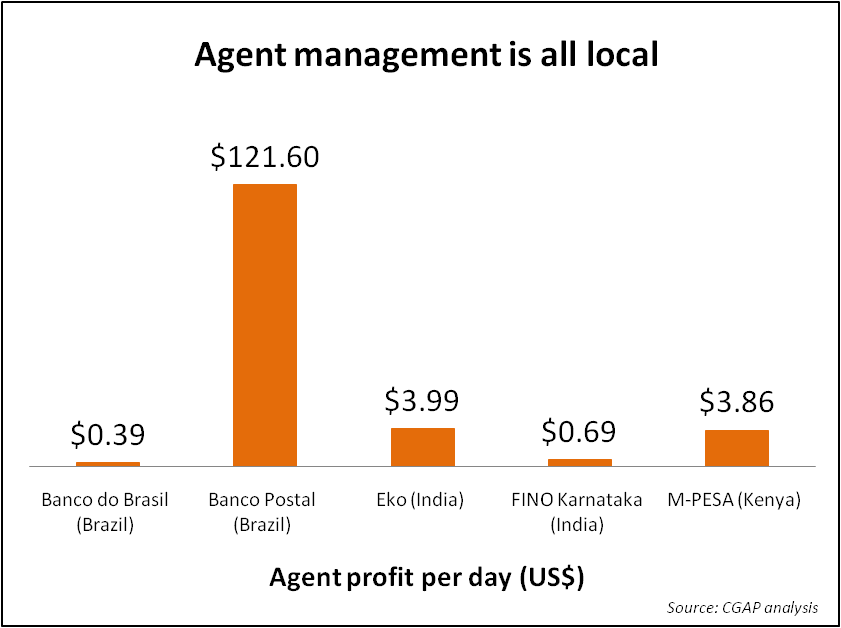 Agent management is all local
$121.60
$3.99
$3.86
$0.39
$0.69
Banco do Brasil
(Brazil)
Banco Postal
(Brazil)
Eko (India)
FINO Karnataka
(India)
M-PESA (Kenya)
Agent profit per day (US$)
Source: CGAP analysis